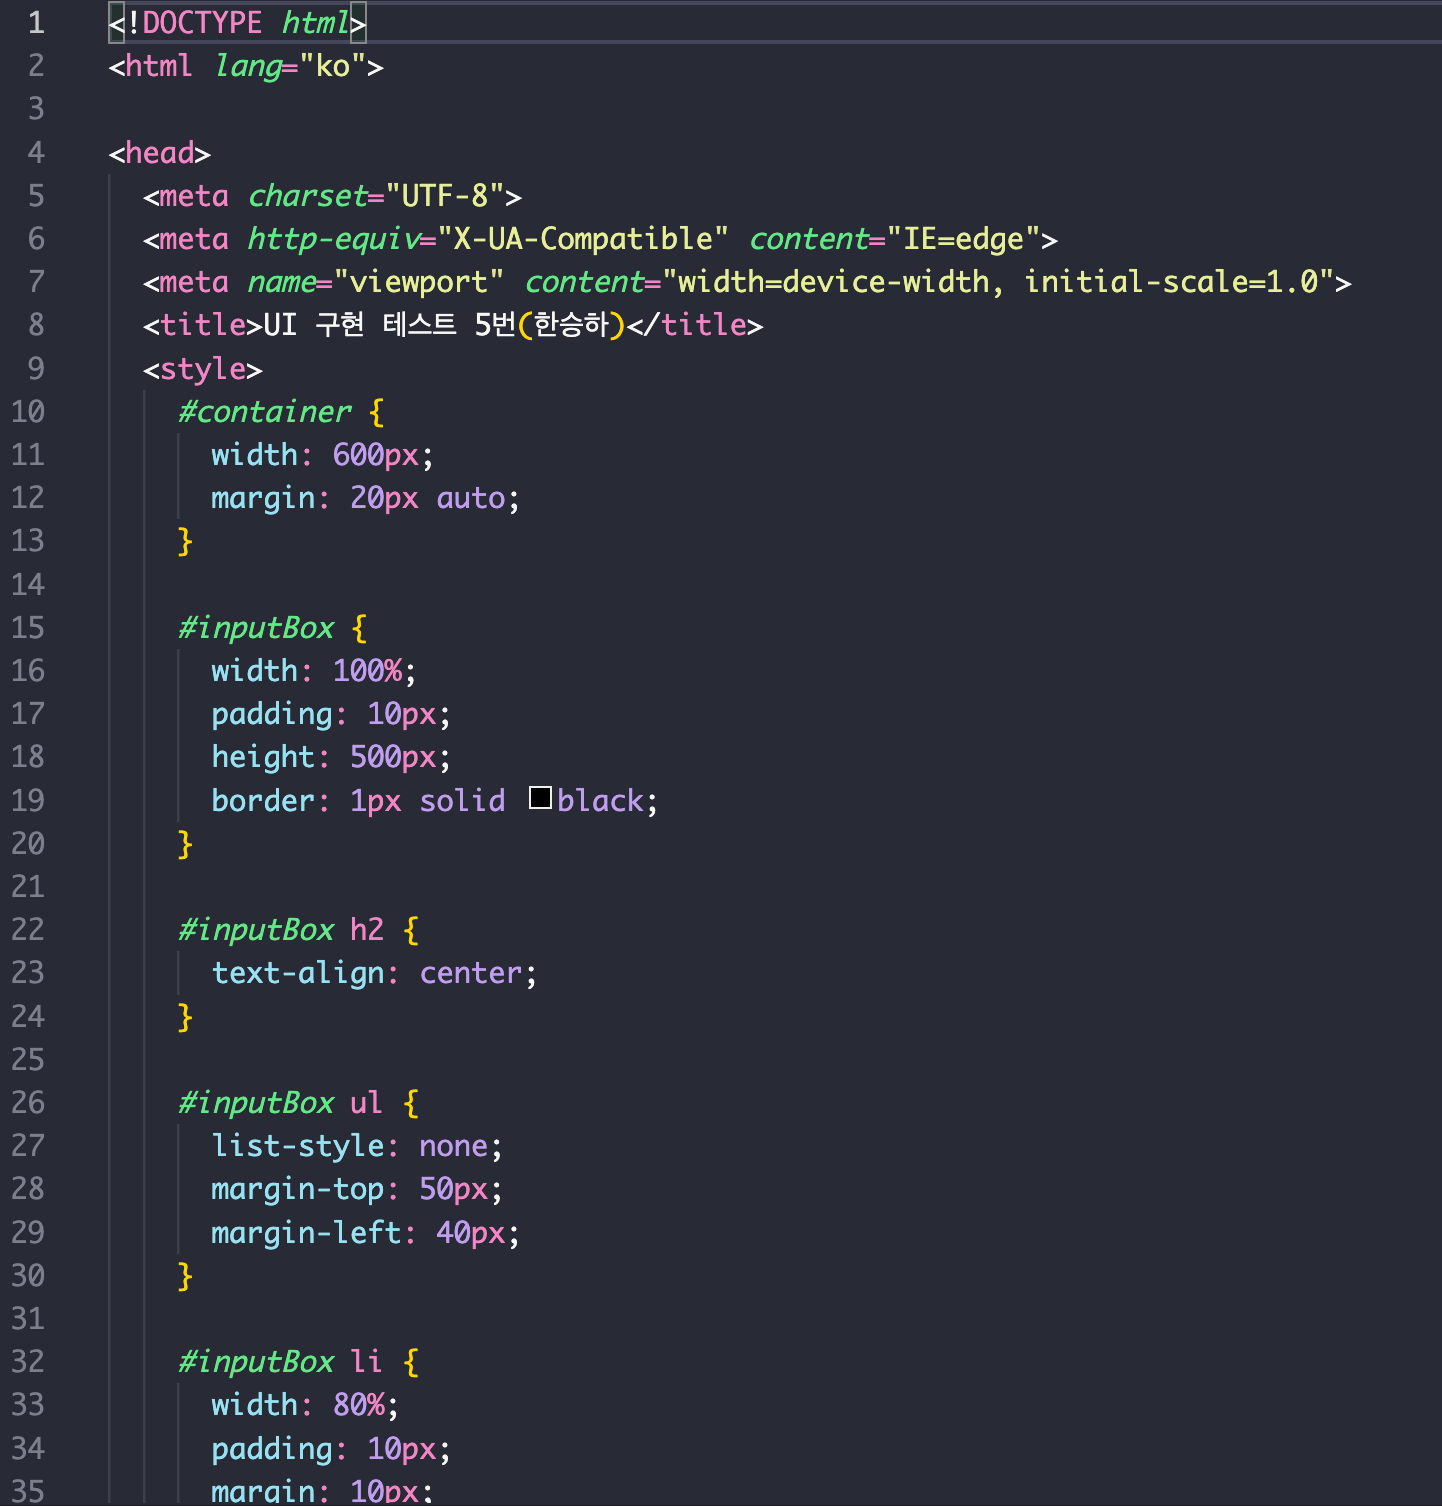 1 <!DOCTYPE html>
2 <html lang="ko">
3
4 <head>
5 <meta charset="UTF-8">
6 <meta http-equiv="X-UA-Compatible" content="IE=edge">
7 <meta name="viewport" content="width=device-width, initial-scale=1.0">
8 <title>UI 구현 테스트 5번(한승하)</title>
9 <style>
10 #container {
11 width: 600px;
12 margin: 20px auto;
13 }
14
15 #inputBox {
16 width: 100%;
17 padding: 10px;
18 height: 500px;
19 border: 1px solid black;
20 }
21
22 #inputBox h2 {
23 text-align: center;
24 }
25
26 #inputBox ul {
27 list-style: none;
28 margin-top: 50px;
29 margin-left: 40px;
30 }
31
32 #inputBox li {
33 width: 80%;
34 padding: 10px;
35 margin: 10px;